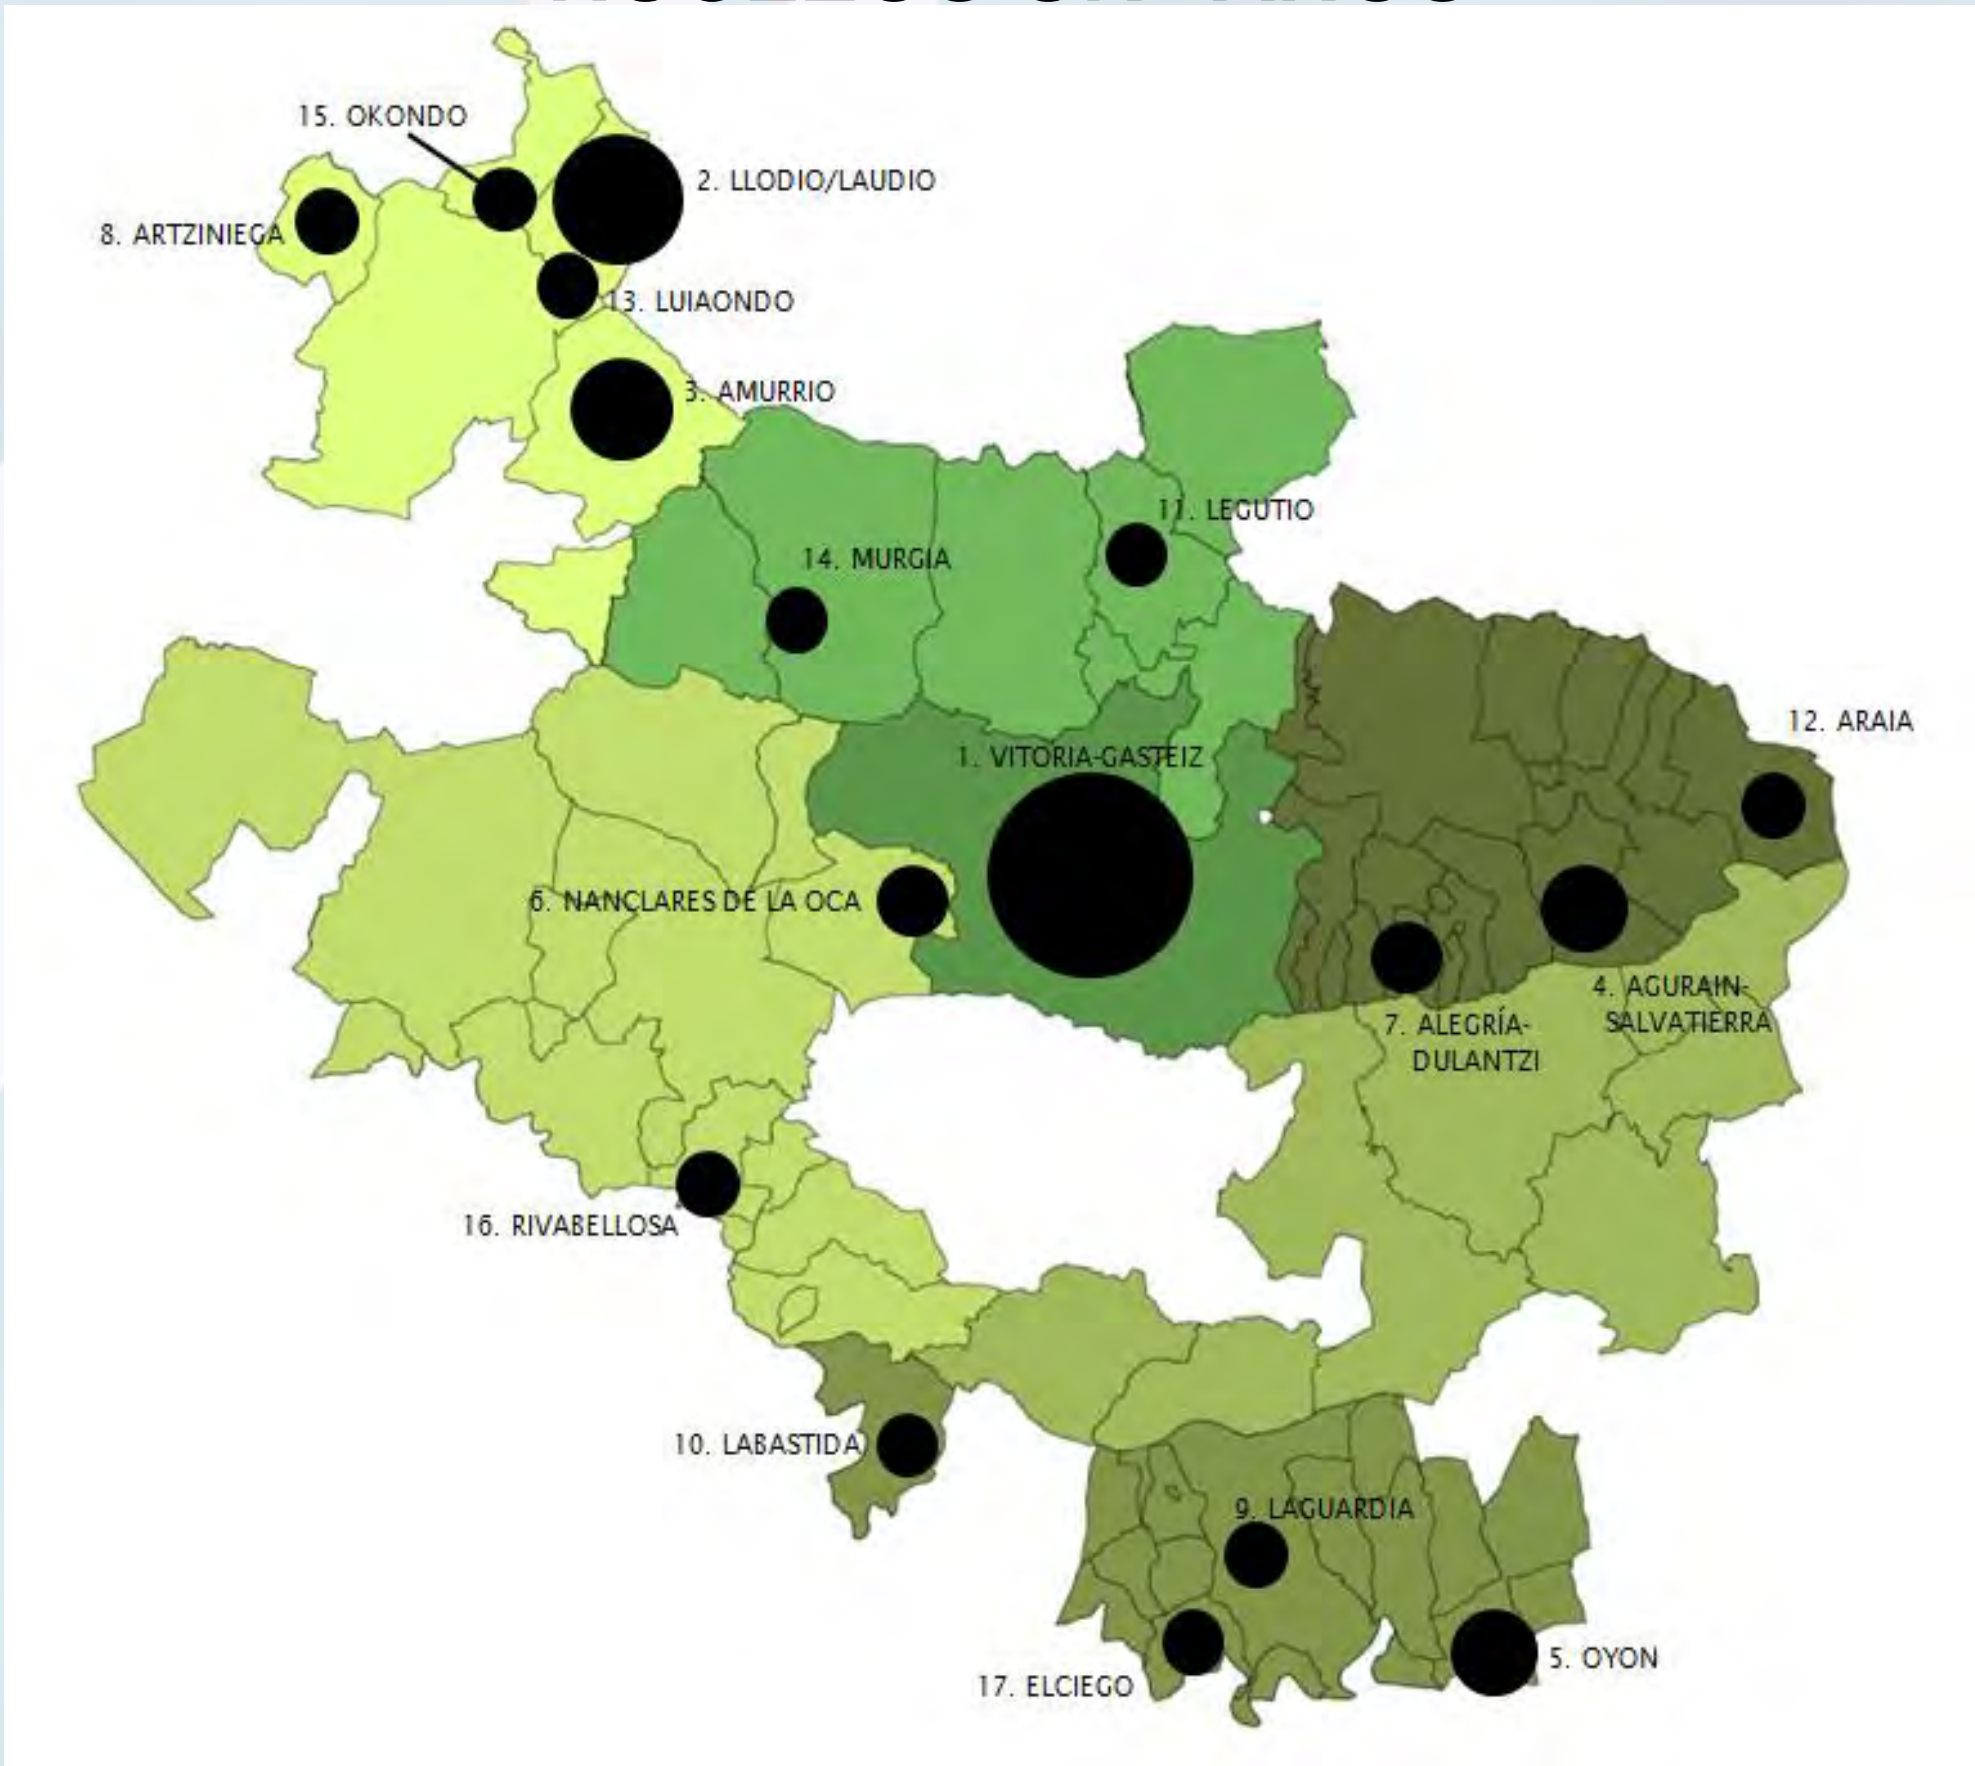 15. OKONDO
2. LLODIO/LAUDIO
8. ARTZINIEGA
13. LUIAONDO
3. AMURRIO
11. LEGUTIO
14. MURGIA
12. ARAIA
1. VITORIA-GASTEIZ
6. NANCLARES DE LA OCA
4. AGURAIN-
SALVATIERRA
7. ALEGRÍA-
DULANTZI
16. RIVABELLOSA
10. LABASTIDA
9. LAGUARDIA
5. OYON
17. ELCIEGO